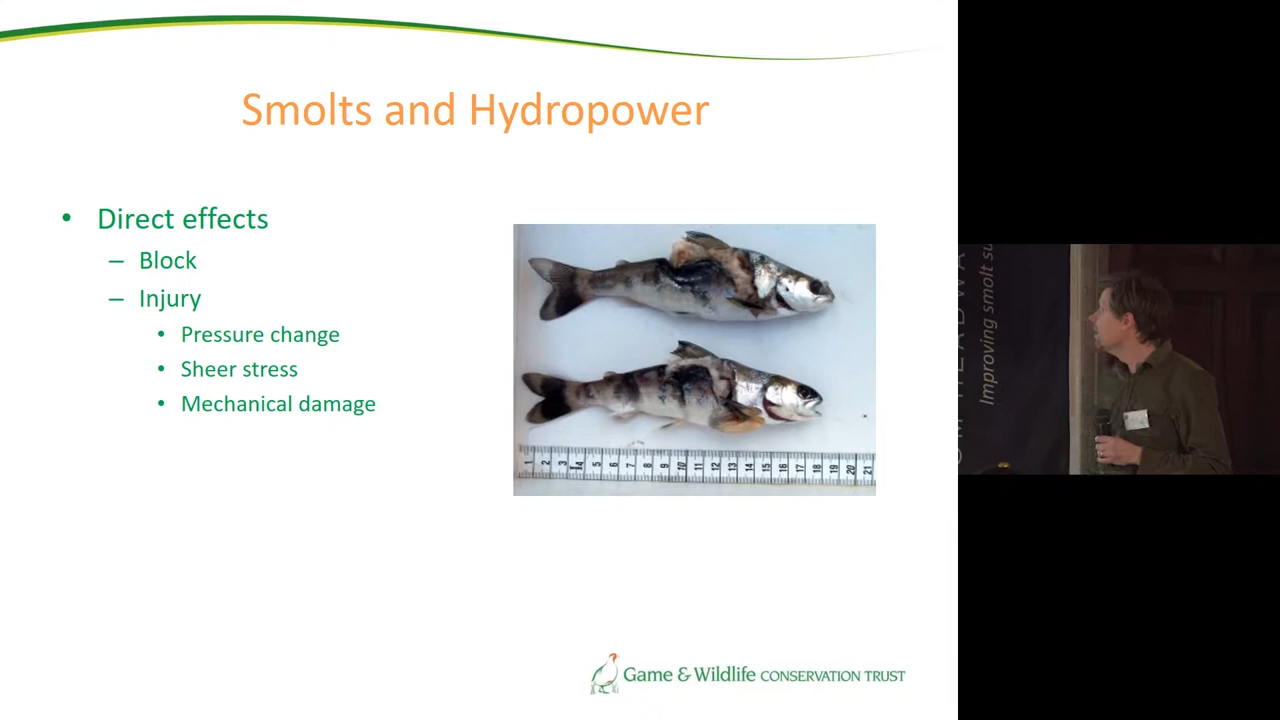 Smolts and Hydropower
• Direct effects
– Block
– Injury
• Pressure change
• Sheer stress
• Mechanical damage
1 2 3 4 5 6 7 8 9 10 11 12 13 14 15 16 17 18 19 20 21
Game & Wildlife CONSERVATION TRUST
Improving smolt su